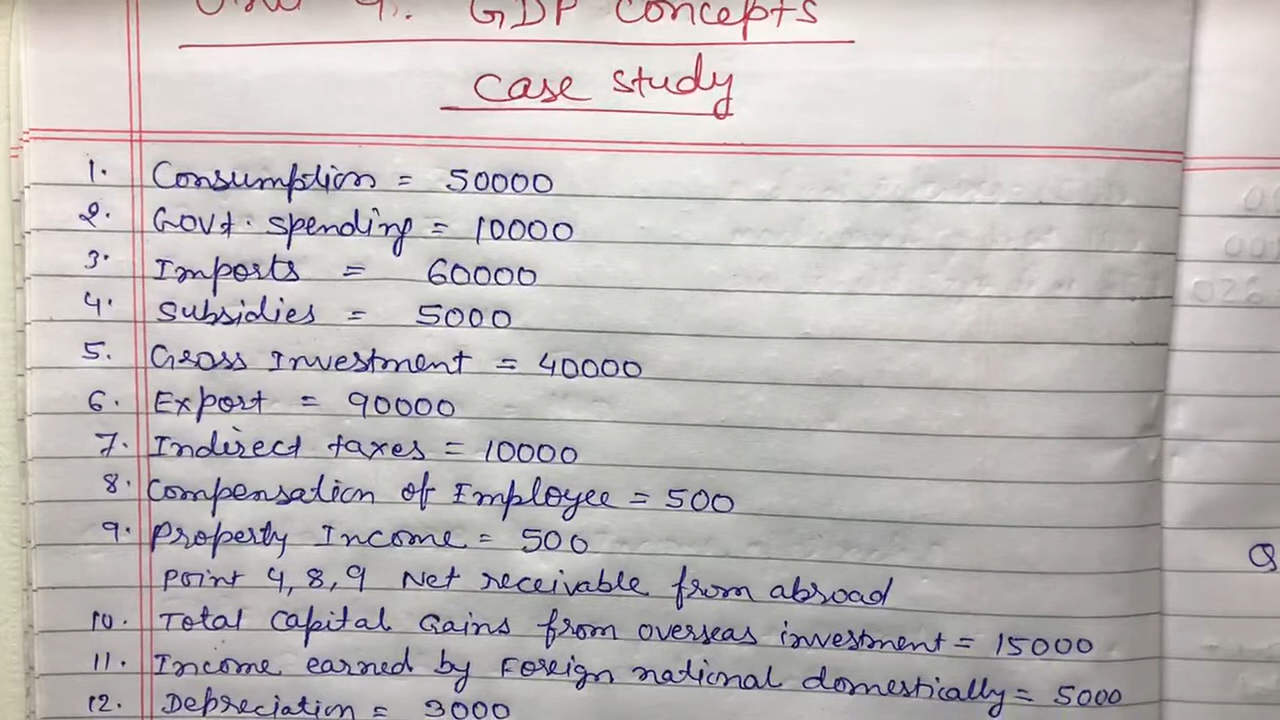 GDP Concepts
Case study
1. Consumption = 50000
2. Govt. spending = 10000
3. Imports = 60000
4. Subsidies = 5000
5. Gross Investment = 40000
6. Export = 90000
7. Indirect taxes = 10000
8. Compensation of Employee = 500
9. Property Income = 500
Point 4, 8, 9 Net receivable from abroad
10. Total Capital Gains from overseas investment = 15000
11. Income earned by Foreign national domestically = 5000
12. Depreciation = 3000